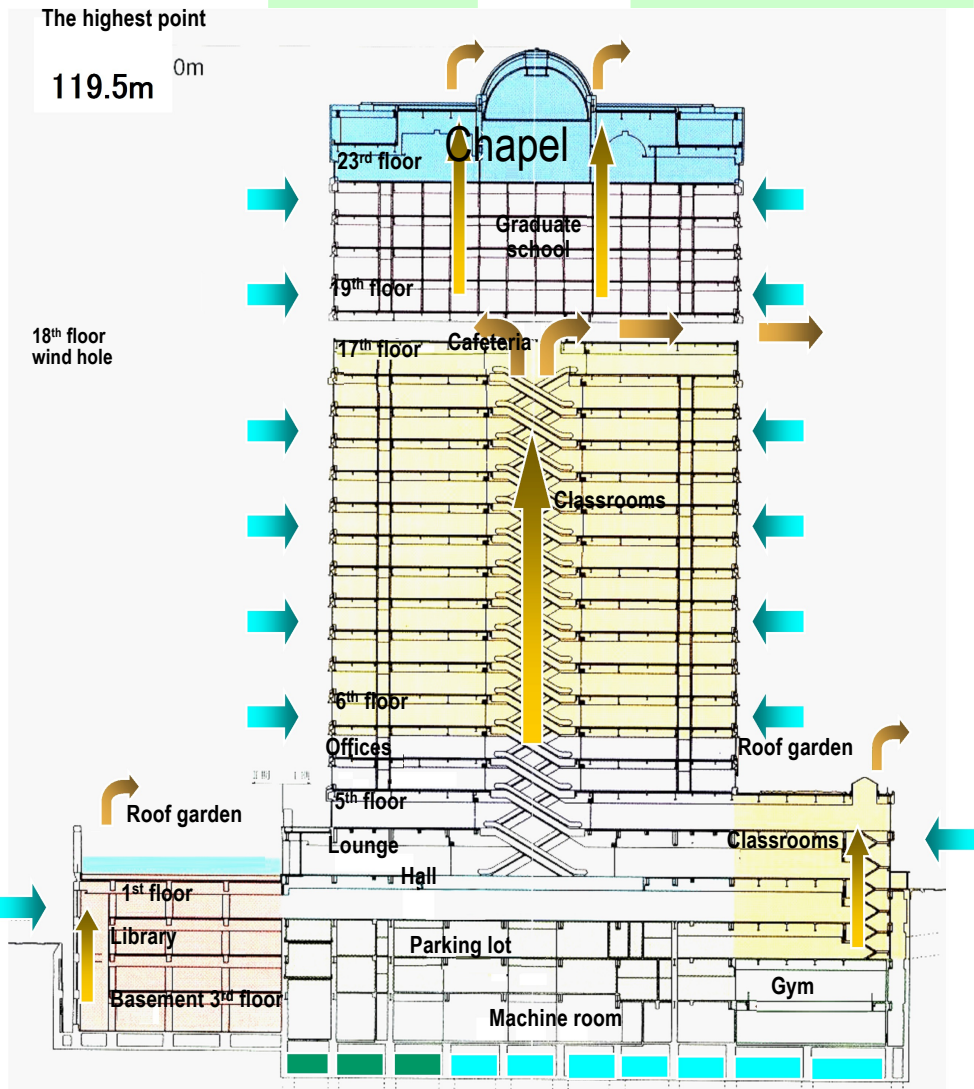 The highest point
119.5m
0m
Chapel
23rd floor
Graduate
school
19th floor
18th floor
wind hole
Cafeteria
17th floor
Classrooms
6th floor
Offices
Roof garden
5th floor
Roof garden
Lounge
Classrooms
Hall
1st floor
Library
Parking lot
Gym
Basement 3rd floor
Machine room